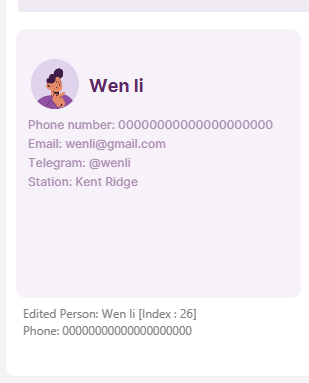 Wen li
Phone number: 00000000000000000000
Email: wenli@gmail.com
Telegram: @wenli
Station: Kent Ridge
Edited Person: Wen li [Index : 26]
Phone: 00000000000000000000